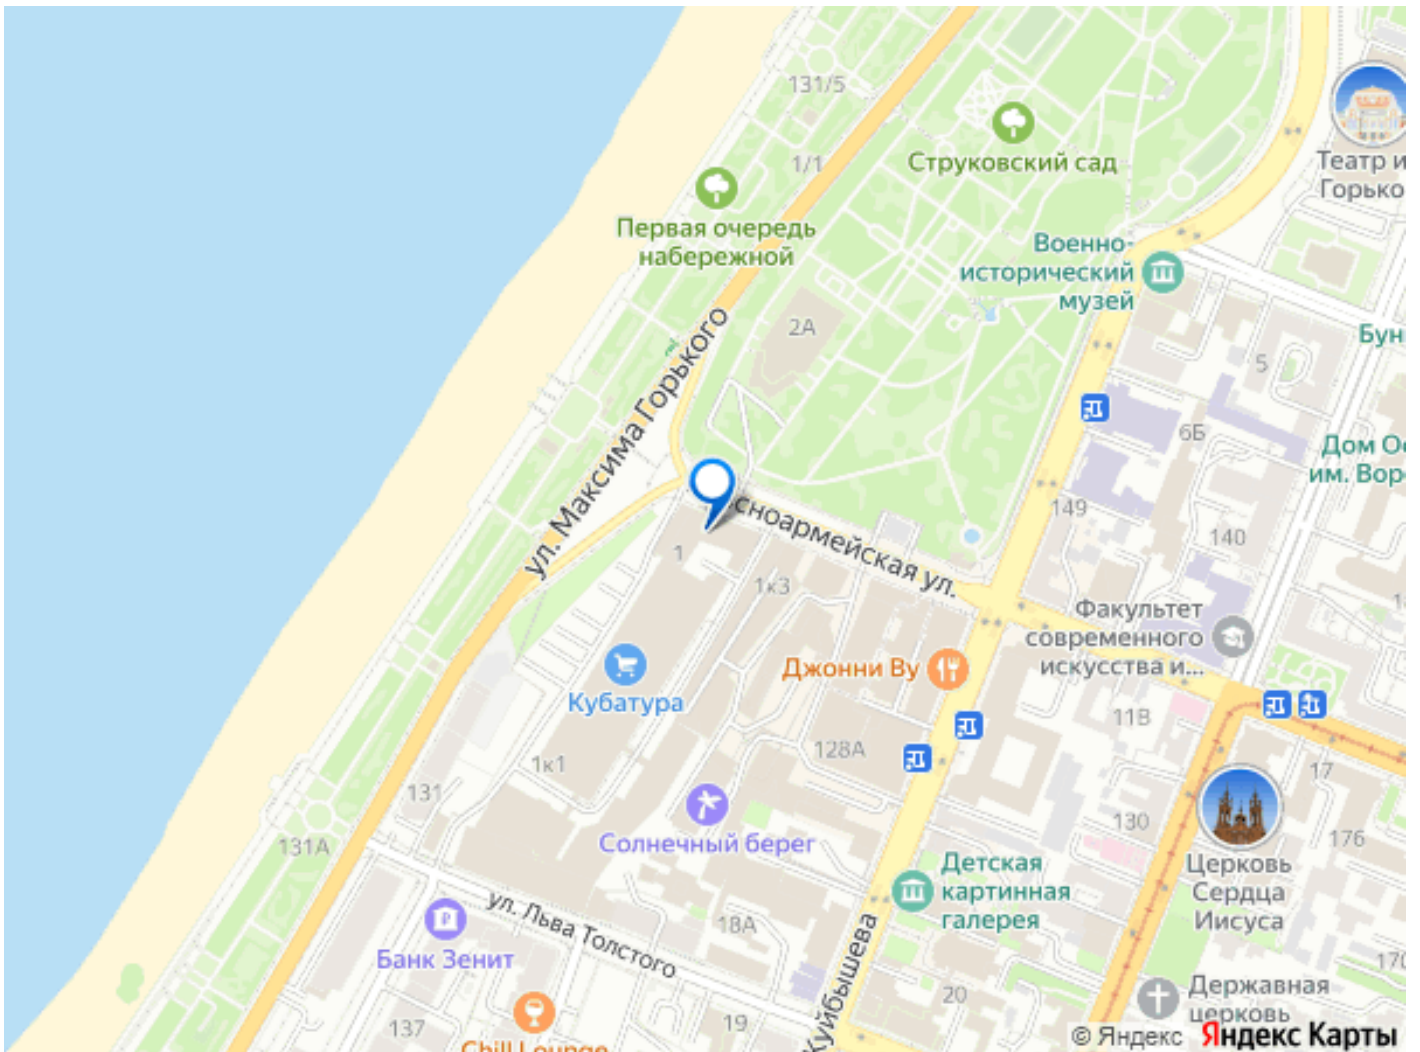 131/5
Струковский сад
Театр и
Горько
1/1
Первая очередь
набережной
Военно-
исторический
музей
2А
Бун
5
ул. Максима Горького
6Б
Дом О
им. Вор
149
140
сноармейская ул.
1
1к3
Факультет
современного
искусства и...
Джонни Ву
Кубатура
11В
128А
1к1
17
131
Солнечный берег
130
176
131А
Церковь
Сердца
Иисуса
Детская
картинная
галерея
ул. Льва Толстого
18А
Банк Зенит
Куйбышева
170
20
Державная
церковь
137
19
Chill Lounge
© Яндекс Яндекс Карты